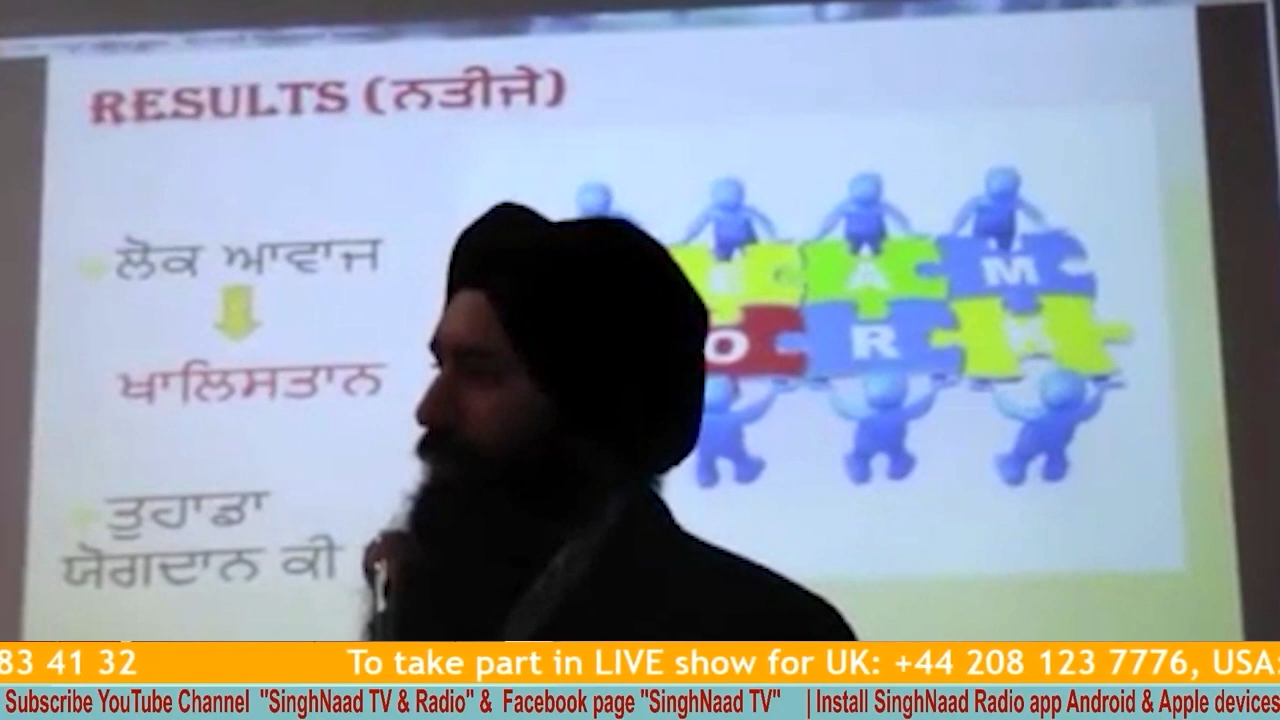 RESULTS (ਨਤੀਜੇ)
ਲੋਕ ਆਵਾਜ
ਖਾਲਿਸਤਾਨ
ਤੁਹਾਡਾ
ਯੋਗਦਾਨ ਕੀ
E A M
O R K
83 41 32 To take part in LIVE show for UK: +44 208 123 7776, USA:
Subscribe YouTube Channel "SinghNaad TV & Radio" & Facebook page "SinghNaad TV" | Install SinghNaad Radio app Android & Apple devices